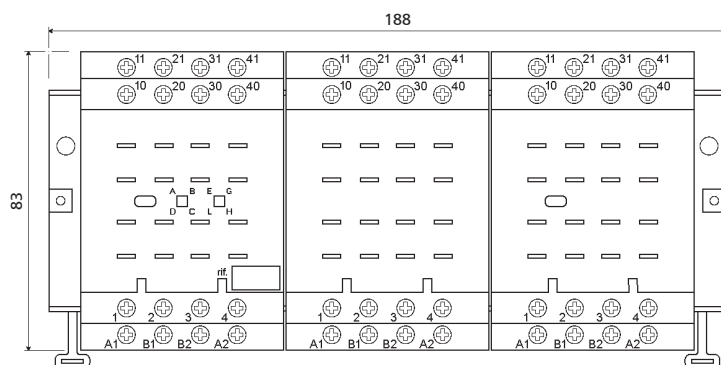 188
83
11 21 31 41 11 21 31 41 11 21 31 41
10 20 30 40 10 20 30 40 10 20 30 40
A B E G
D C L H
rif.
1 2 3 4 1 2 3 4 1 2 3 4
A1 B1 B2 A2 A1 B1 B2 A2 A1 B1 B2 A2